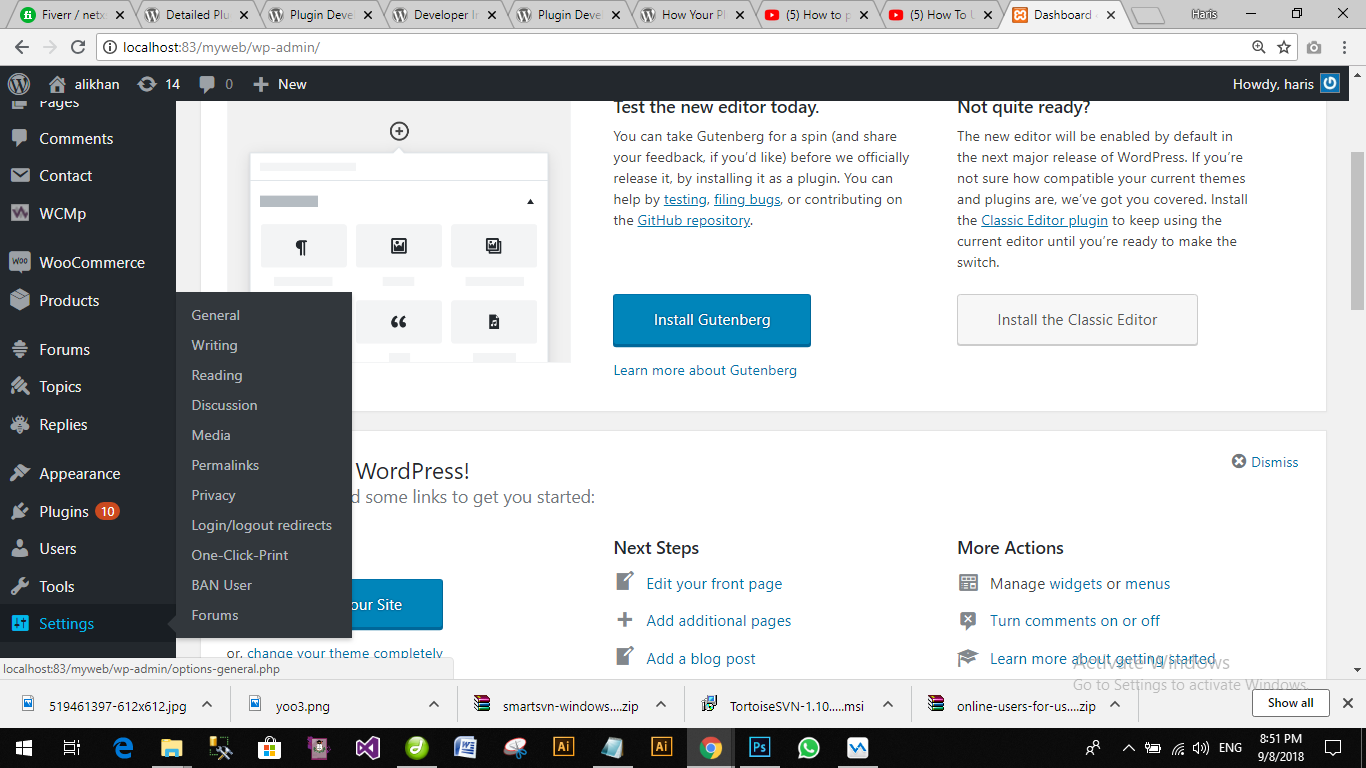 Fiverr / netx
Detailed Plu
Plugin Deve
Developer In
Plugin Deve
How Your Pl
(5) How to p
(5) How To U
Dashboard
Haris
localhost:83/myweb/wp-admin/
alikhan
14
0
New
Howdy, haris
Pages
Comments
Contact
WCMp
WooCommerce
Products
Forums
Topics
Replies
Appearance
Plugins 10
Users
Tools
Settings
General
Writing
Reading
Discussion
Media
Permalinks
Privacy
Login/logout redirects
One-Click-Print
BAN User
Forums
Test the new editor today.
You can take Gutenberg for a spin (and share
your feedback, if you'd like) before we officially
release it, by installing it as a plugin. You can
help by testing, filing bugs, or contributing on
the GitHub repository.
Install Gutenberg
Learn more about Gutenberg
Not quite ready?
The new editor will be enabled by default in
the next major release of WordPress. If you're
not sure how compatible your current themes
and plugins are, we've got you covered. Install
the Classic Editor plugin to keep using the
current editor until you're ready to make the
switch.
Install the Classic Editor
WordPress!
d some links to get you started:
Dismiss
our Site
or, change your theme completely
Next Steps
Edit your front page
Add additional pages
Add a blog post
More Actions
Manage widgets or menus
Turn comments on or off
Learn more about getting started
Activate Windows
Go to Settings to activate Windows.
localhost:83/myweb/wp-admin/options-general.php
519461397-612x612.jpg
yoo3.png
smartsvn-windows....zip
TortoiseSVN-1.10.....msi
online-users-for-us....zip
Show all
ENG
8:51 PM
9/8/2018